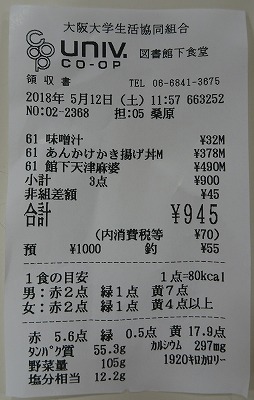 大阪大学生活協同組合
co-op UNIV. CO-OP 図書館下食堂
領収書 TEL 06-6841-3675
2018年 5月12日(土) 11:57 663252
NO:02-2368 担:05 桑原
61 味噌汁 ¥32M
61 あんかけかき揚げ丼M ¥378M
61 館下天津麻婆 ¥490M
小計 3点 ¥900
非組差額 ¥45
合計 ¥945
(内消費税等 ¥70)
預 ¥1000 釣 ¥55
1食の目安 1点=80kcal
男:赤2点 緑1点 黄7点
女:赤2点 緑1点 黄4点以上
赤 5.6点 緑 0.5点 黄 17.9点
タンパク質 55.3g カルシウム 297mg
野菜量 105g 1920キロカロリー
塩分相当 12.2g